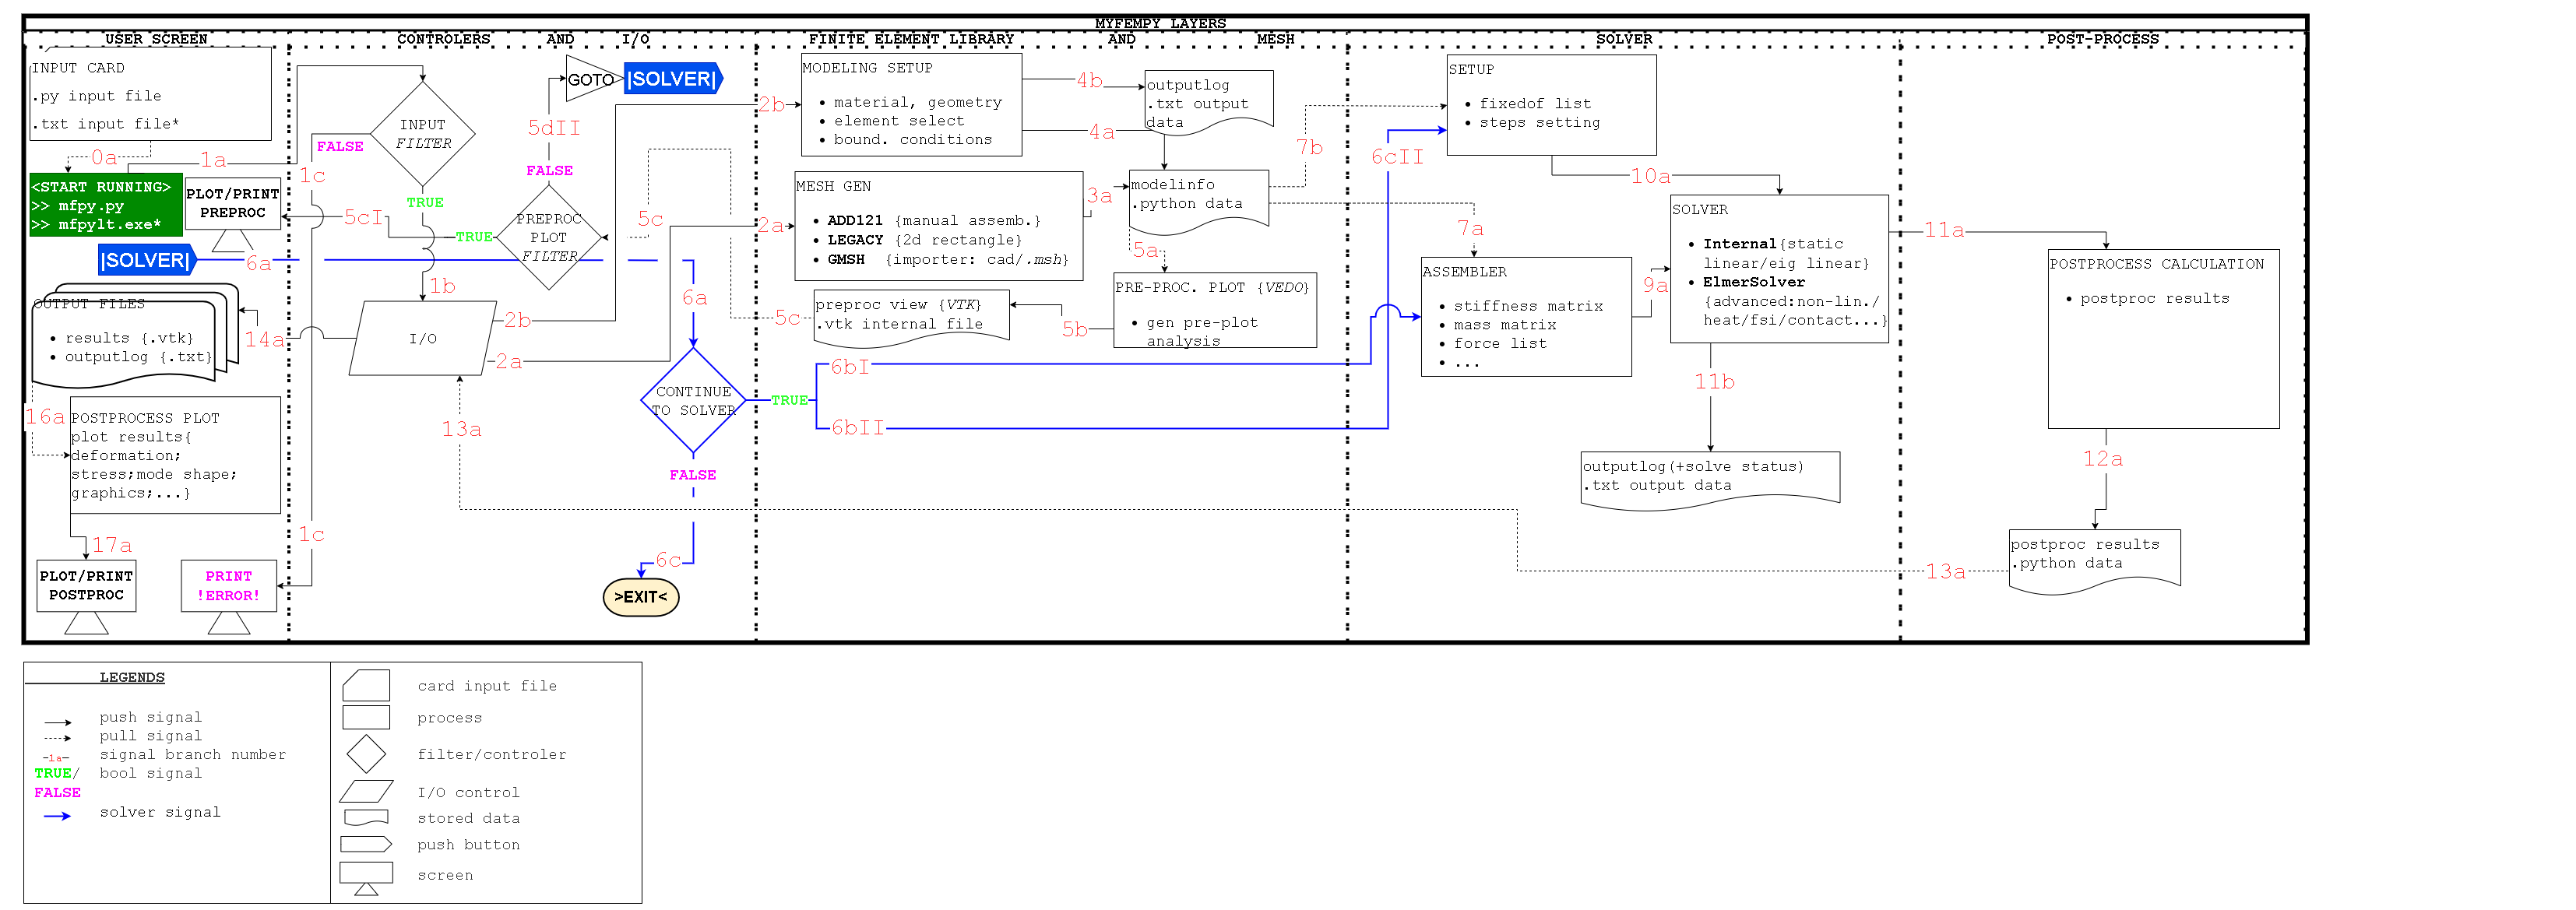 MYFEMPY LAYERS
USER SCREEN
CONTROLERS AND I/O
FINITE ELEMENT LIBRARY AND MESH
SOLVER
POST-PROCESS
INPUT CARD
.py input file
.txt input file*
0a
1a
<START RUNNING>
>> mfpy.py
>> mfpylt.exe*
PLOT/PRINT
PREPROC
|SOLVER|
6a
OUTPUT FILES
• results {.vtk}
• outputlog {.txt}
14a
16a
POSTPROCESS PLOT
plot results{
deformation;
stress;mode shape;
graphics;...}
17a
PLOT/PRINT
POSTPROC
PRINT
!ERROR!
INPUT
FILTER
FALSE
1c
TRUE
5cI
1b
1c
I/O
2b
2a
13a
GOTO
|SOLVER|
5dII
FALSE
PREPROC
PLOT
FILTER
TRUE
5c
6a
CONTINUE
TO SOLVER
TRUE
FALSE
6c
>EXIT<
2b
MODELING SETUP
• material, geometry
• element select
• bound. conditions
4b
4a
outputlog
.txt output
data
2a
MESH GEN
• ADD121 {manual assemb.}
• LEGACY {2d rectangle}
• GMSH {importer: cad/.msh}
3a
modelinfo
.python data
5a
PRE-PROC. PLOT {VEDO}
• gen pre-plot
analysis
5b
preproc view {VTK}
.vtk internal file
5c
6bI
6bII
7b
6cII
7a
SETUP
• fixedof list
• steps setting
10a
ASSEMBLER
• stiffness matrix
• mass matrix
• force list
• ...
9a
SOLVER
• Internal{static
linear/eig linear}
• ElmerSolver
{advanced:non-lin./
heat/fsi/contact...}
11a
11b
outputlog(+solve status)
.txt output data
POSTPROCESS CALCULATION
• postproc results
12a
postproc results
.python data
13a
LEGENDS
push signal
pull signal
-1a- signal branch number
TRUE/ bool signal
FALSE
solver signal
card input file
process
filter/controler
I/O control
stored data
push button
screen